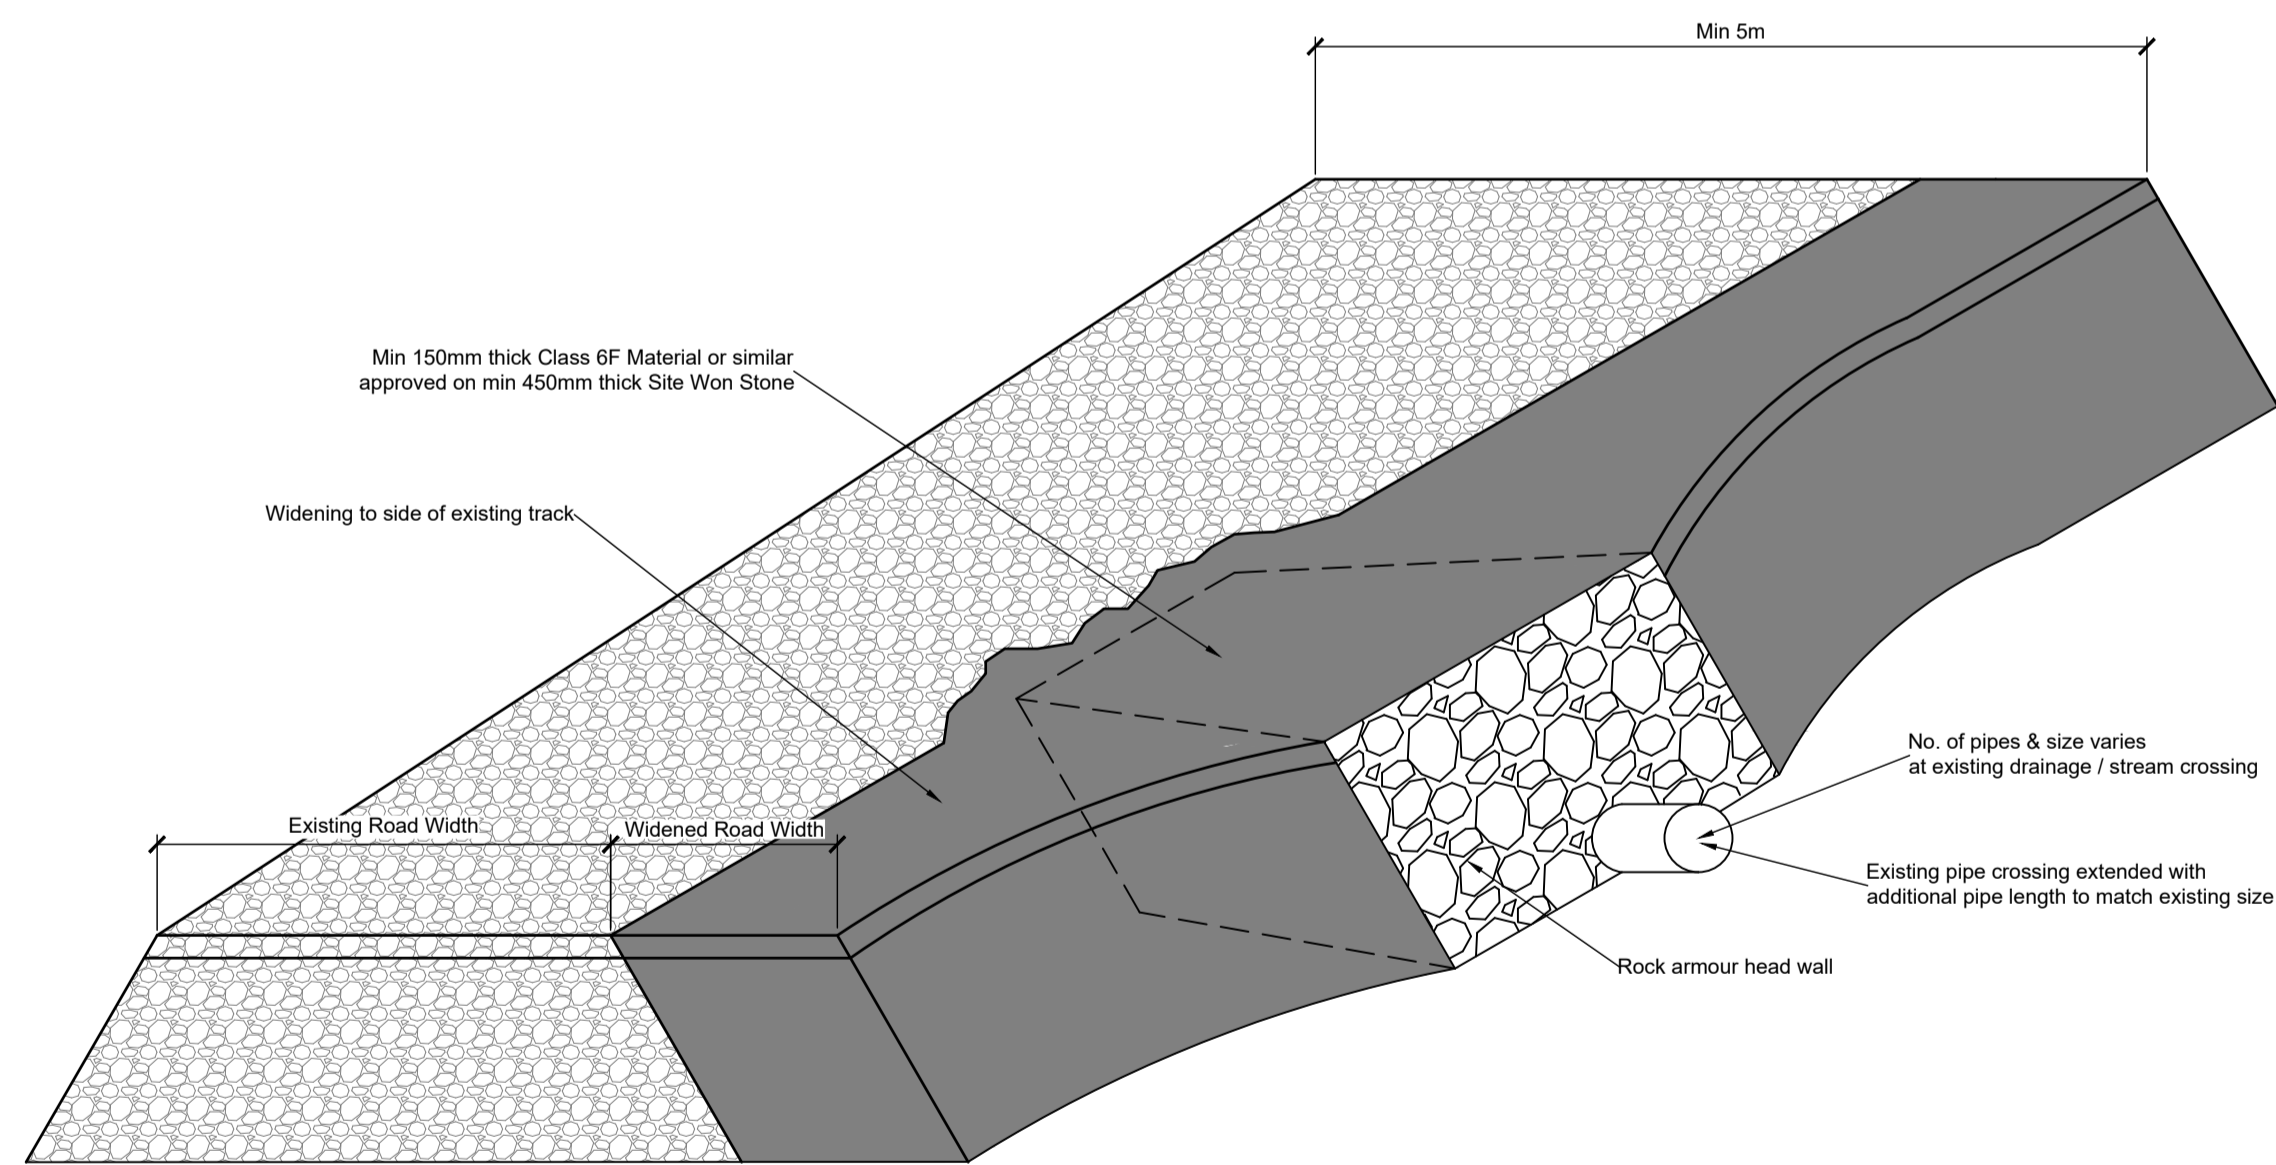 Min 5m
Min 150mm thick Class 6F Material or similar
approved on min 450mm thick Site Won Stone
Widening to side of existing track
No. of pipes & size varies
at existing drainage / stream crossing
Existing Road Width
Widened Road Width
Existing pipe crossing extended with
additional pipe length to match existing size
Rock armour head wall